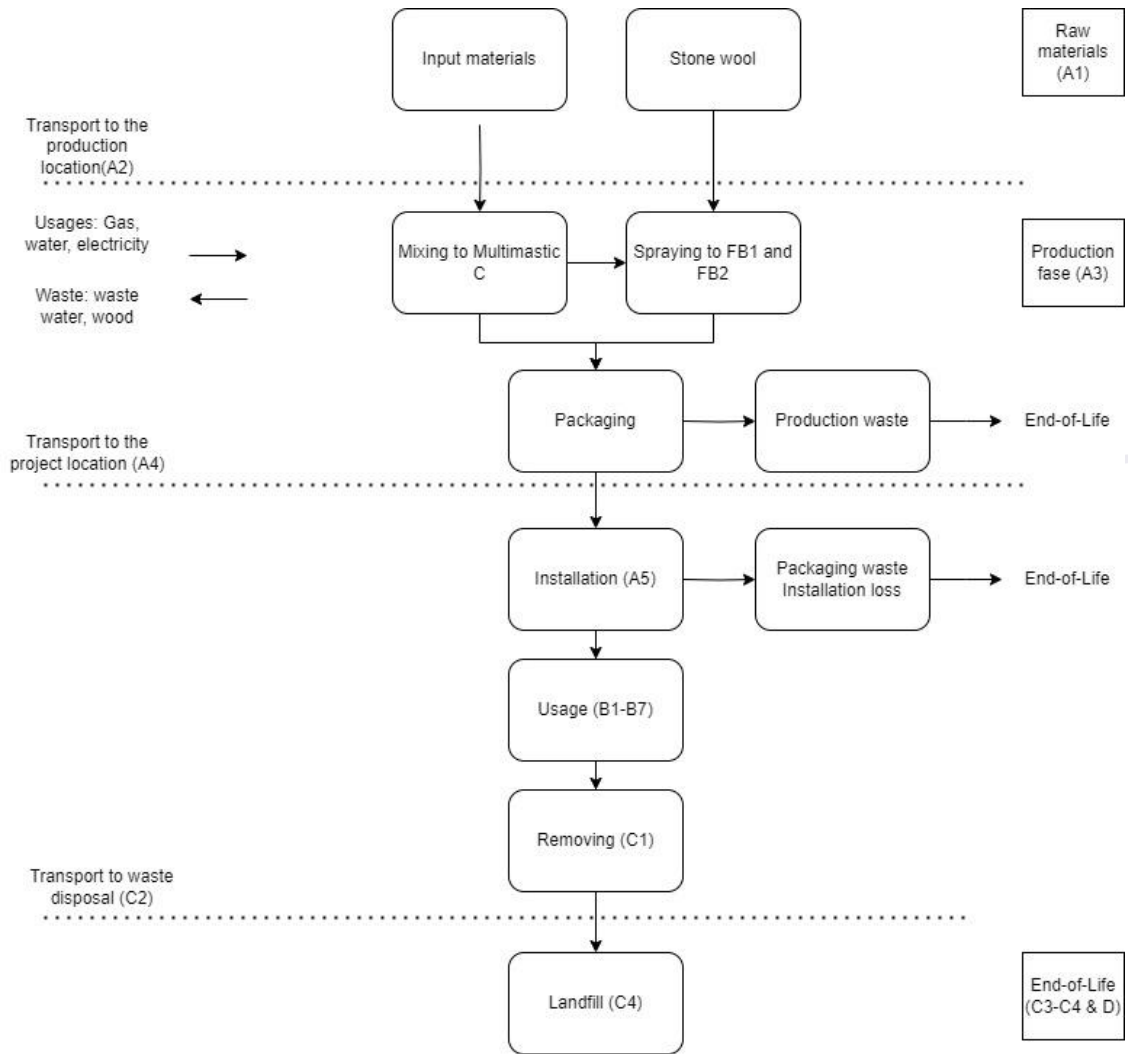 Input materials
Stone wool
Raw
materials
(A1)
Transport to the
production
location(A2)
Usages: Gas,
water, electricity
Waste: waste
water, wood
Mixing to Multimastic
C
Spraying to FB1 and
FB2
Production
fase (A3)
Packaging
Production waste
End-of-Life
Transport to the
project location (A4)
Installation (A5)
Packaging waste
Installation loss
End-of-Life
Usage (B1-B7)
Removing (C1)
Transport to waste
disposal (C2)
Landfill (C4)
End-of-Life
(C3-C4 & D)